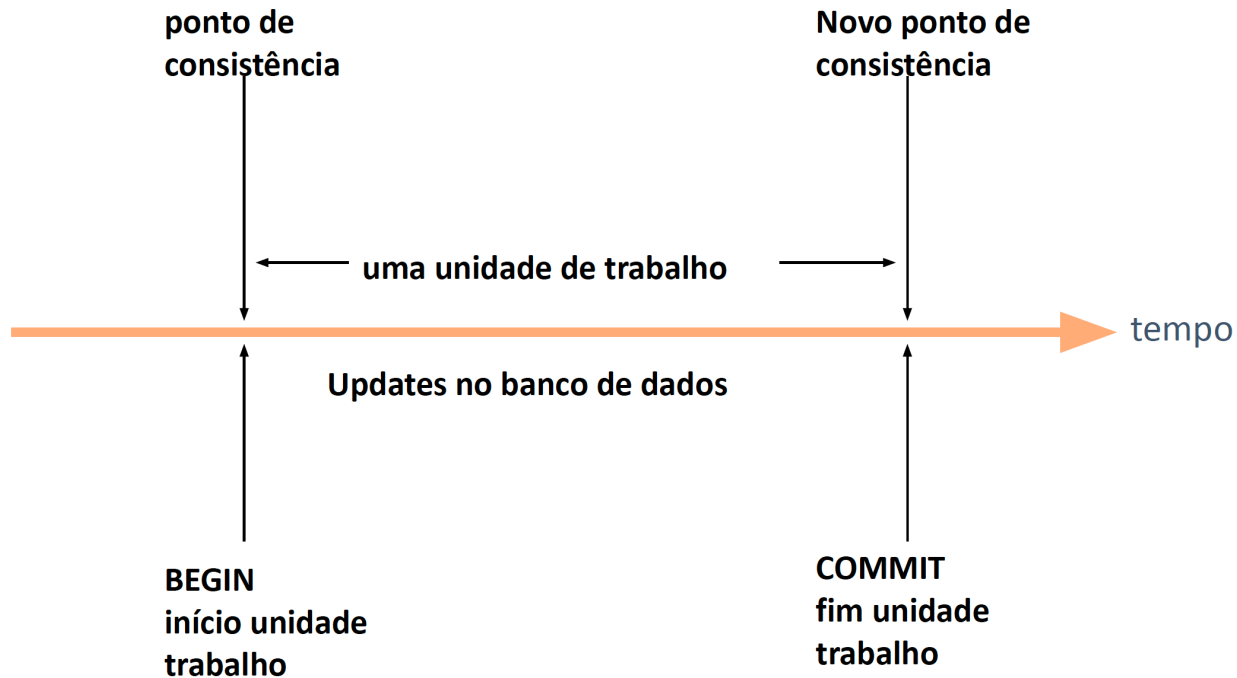 ponto de
consistência
Novo ponto de
consistência
uma unidade de trabalho
tempo
Updates no banco de dados
BEGIN
início unidade
trabalho
COMMIT
fim unidade
trabalho